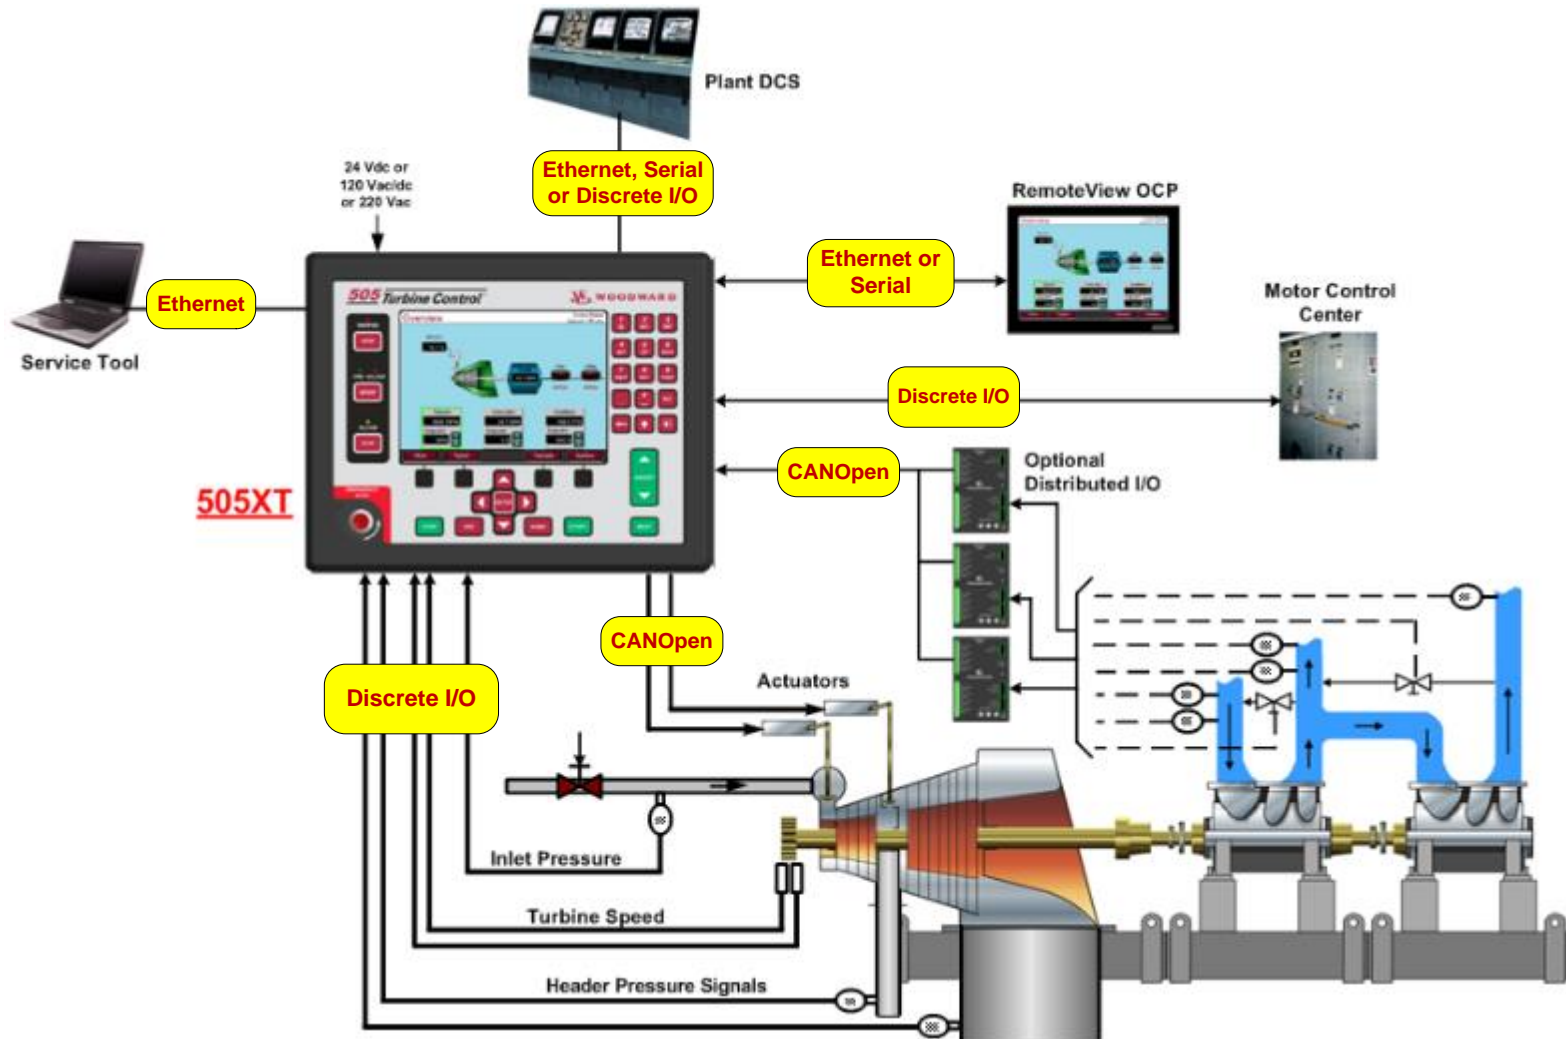 Plant DCS
Ethernet, Serial
or Discrete I/O
24 Vdc or
120 Vac/dc
or 220 Vac
RemoteView OCP
Ethernet or
Serial
Ethernet
Service Tool
505 Turbine Control
WOODWARD
Overview
Motor Control
Center
Discrete I/O
CANOpen
Optional
Distributed I/O
505XT
CANOpen
Discrete I/O
Actuators
Inlet Pressure
Turbine Speed
Header Pressure Signals